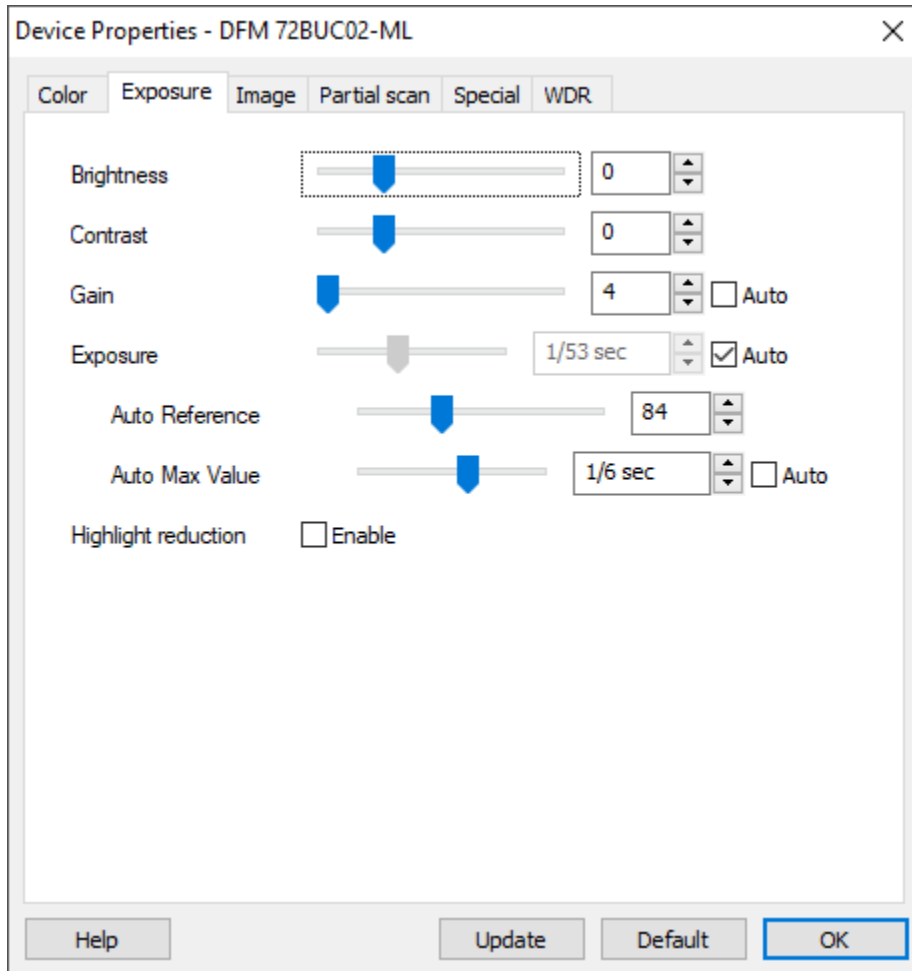 Device Properties - DFM 72BUC02-ML
Color Exposure Image Partial scan Special WDR
Brightness 0
Contrast 0
Gain 4 Auto
Exposure 1/53 sec Auto
Auto Reference 84
Auto Max Value 1/6 sec Auto
Highlight reduction Enable
Help Update Default OK